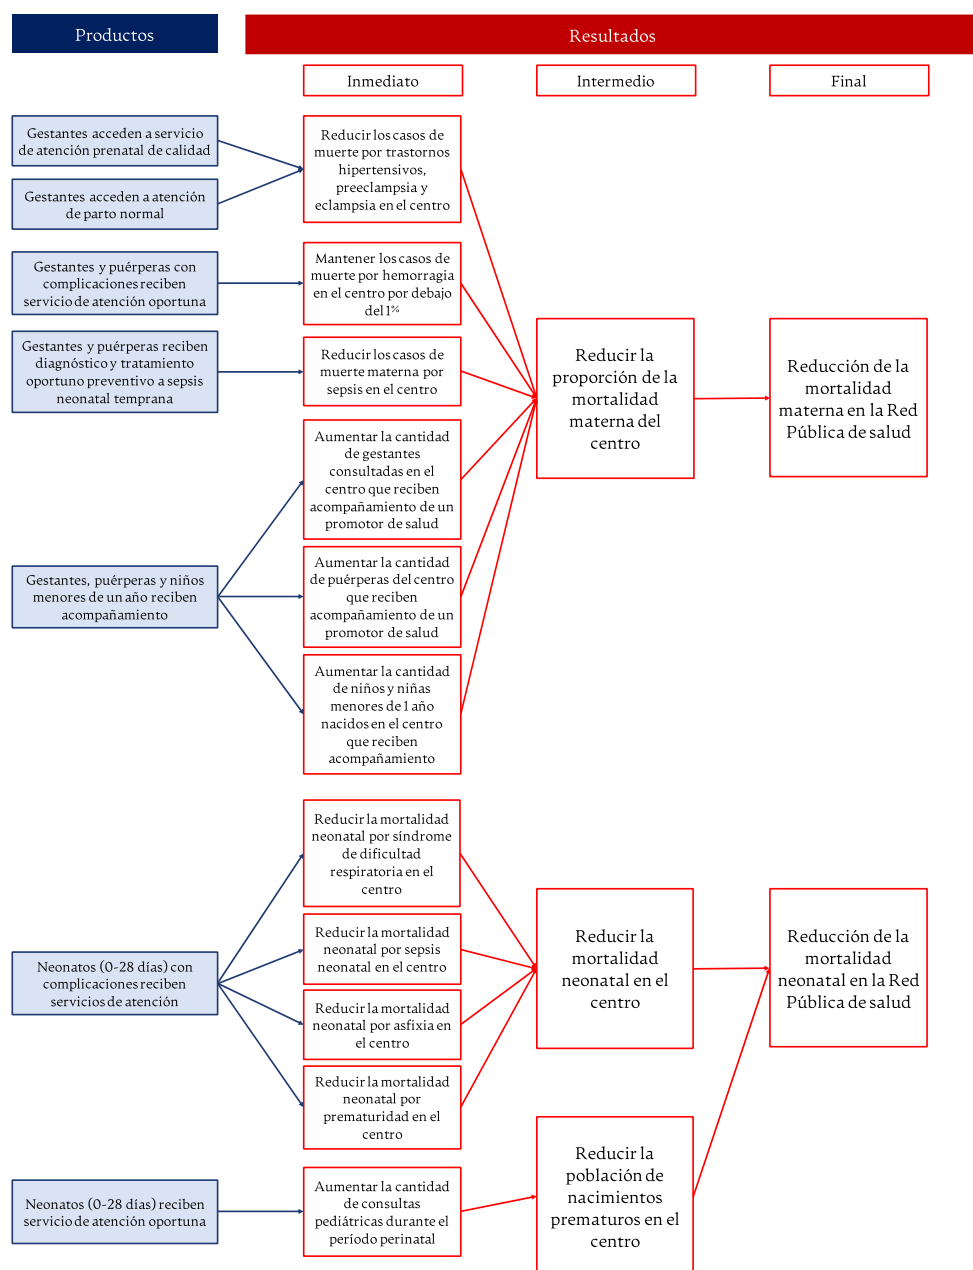 Productos
Resultados
Inmediato
Intermedio
Final
Gestantes acceden a servicio
de atención prenatal de calidad
Gestantes acceden a atención
de parto normal
Gestantes y puérperas con
complicaciones reciben
servicio de atención oportuna
Gestantes y puérperas reciben
diagnóstico y tratamiento
oportuno preventivo a sepsis
neonatal temprana
Gestantes, puérperas y niños
menores de un año reciben
acompañamiento
Neonatos (0-28 días) con
complicaciones reciben
servicios de atención
Neonatos (0-28 días) reciben
servicio de atención oportuna
Reducir los casos de
muerte por trastornos
hipertensivos,
preeclampsia y
eclampsia en el centro
Mantener los casos de
muerte por hemorragia
en el centro por debajo
del 1%
Reducir los casos de
muerte materna por
sepsis en el centro
Aumentar la cantidad
de gestantes
consultadas en el
centro que reciben
acompañamiento de un
promotor de salud
Aumentar la cantidad
de puérperas del centro
que reciben
acompañamiento de un
promotor de salud
Aumentar la cantidad
de niños y niñas
menores de 1 año
nacidos en el centro
que reciben
acompañamiento
Reducir la mortalidad
neonatal por síndrome
de dificultad
respiratoria en el
centro
Reducir la mortalidad
neonatal por sepsis
neonatal en el centro
Reducir la mortalidad
neonatal por asfixia en
el centro
Reducir la mortalidad
neonatal por
prematuridad en el
centro
Aumentar la cantidad
de consultas
pediátricas durante el
período perinatal
Reducir la
proporción de la
mortalidad
materna del
centro
Reducir la
mortalidad
neonatal en el
centro
Reducir la
población de
nacimientos
prematuros en el
centro
Reducción de la
mortalidad
materna en la Red
Pública de salud
Reducción de la
mortalidad
neonatal en la Red
Pública de salud